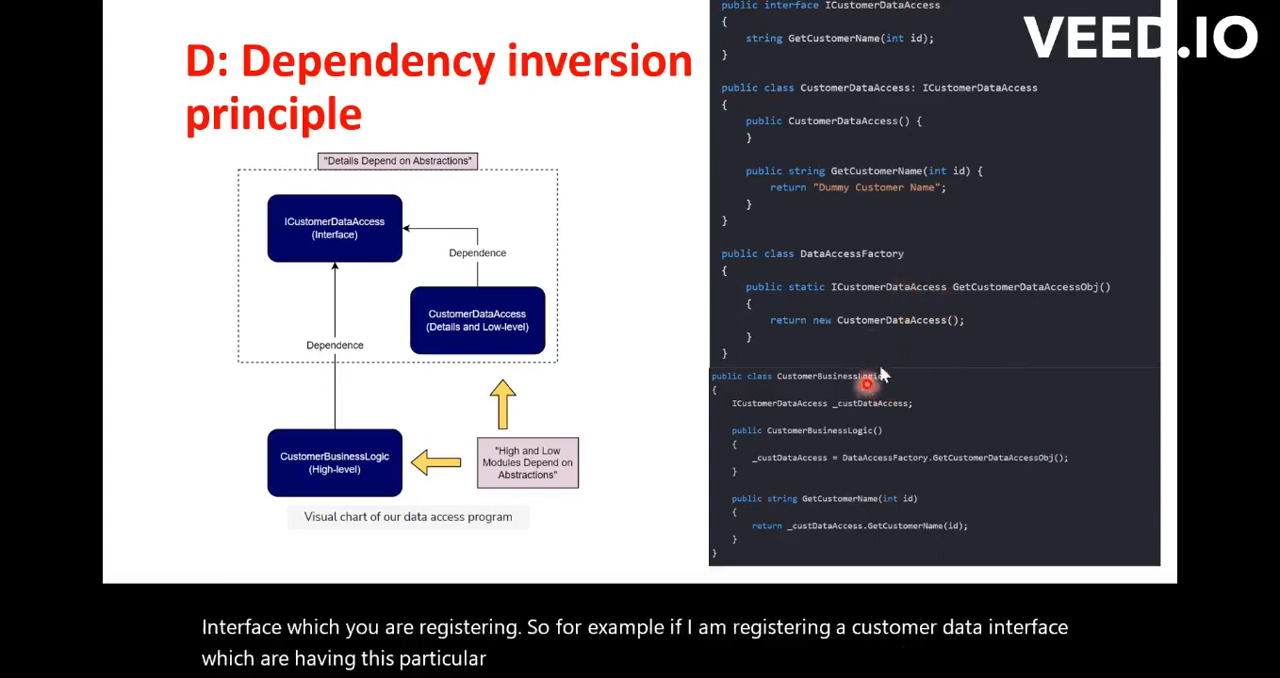 D: Dependency inversion
principle
"Details Depend on Abstractions"
ICustomerDataAccess
(Interface)
Dependence
CustomerDataAccess
(Details and Low-level)
Dependence
CustomerBusinessLogic
(High-level)
"High and Low
Modules Depend on
Abstractions"
Visual chart of our data access program
public interface ICustomerDataAccess
{
string GetCustomerName(int id);
}
public class CustomerDataAccess: ICustomerDataAccess
{
public CustomerDataAccess() {
}
public string GetCustomerName(int id) {
return "Dummy Customer Name";
}
}
public class DataAccessFactory
{
public static ICustomerDataAccess GetCustomerDataAccessObj()
{
return new CustomerDataAccess();
}
}
public class CustomerBusinessLogic
{
ICustomerDataAccess _custDataAccess;
public CustomerBusinessLogic()
{
_custDataAccess = DataAccessFactory.GetCustomerDataAccessObj();
}
public string GetCustomerName(int id)
{
return _custDataAccess.GetCustomerName(id);
}
}
VEED.IO
Interface which you are registering. So for example if I am registering a customer data interface
which are having this particular